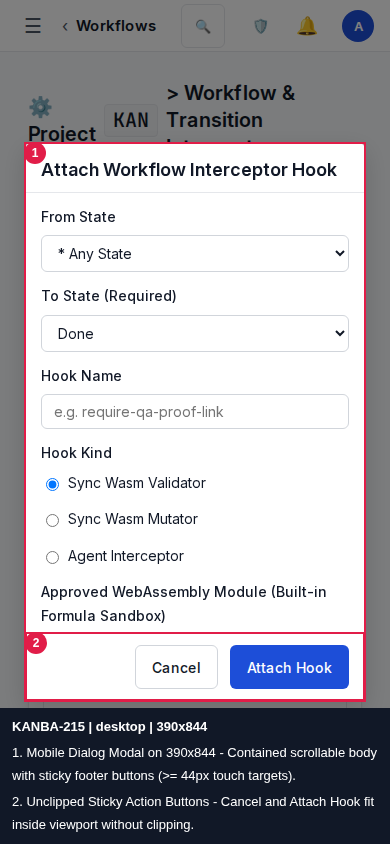 ☰ ‹ Workflows 🔍 🛡️ 🔔 A
⚙️ > Workflow &
Project KAN Transition
1
Attach Workflow Interceptor Hook
From State
* Any State
To State (Required)
Done
Hook Name
e.g. require-qa-proof-link
Hook Kind
Sync Wasm Validator
Sync Wasm Mutator
Agent Interceptor
Approved WebAssembly Module (Built-in
Formula Sandbox)
2
Cancel Attach Hook
KANBA-215 | desktop | 390x844
1. Mobile Dialog Modal on 390x844 - Contained scrollable body
with sticky footer buttons (>= 44px touch targets).
2. Unclipped Sticky Action Buttons - Cancel and Attach Hook fit
inside viewport without clipping.